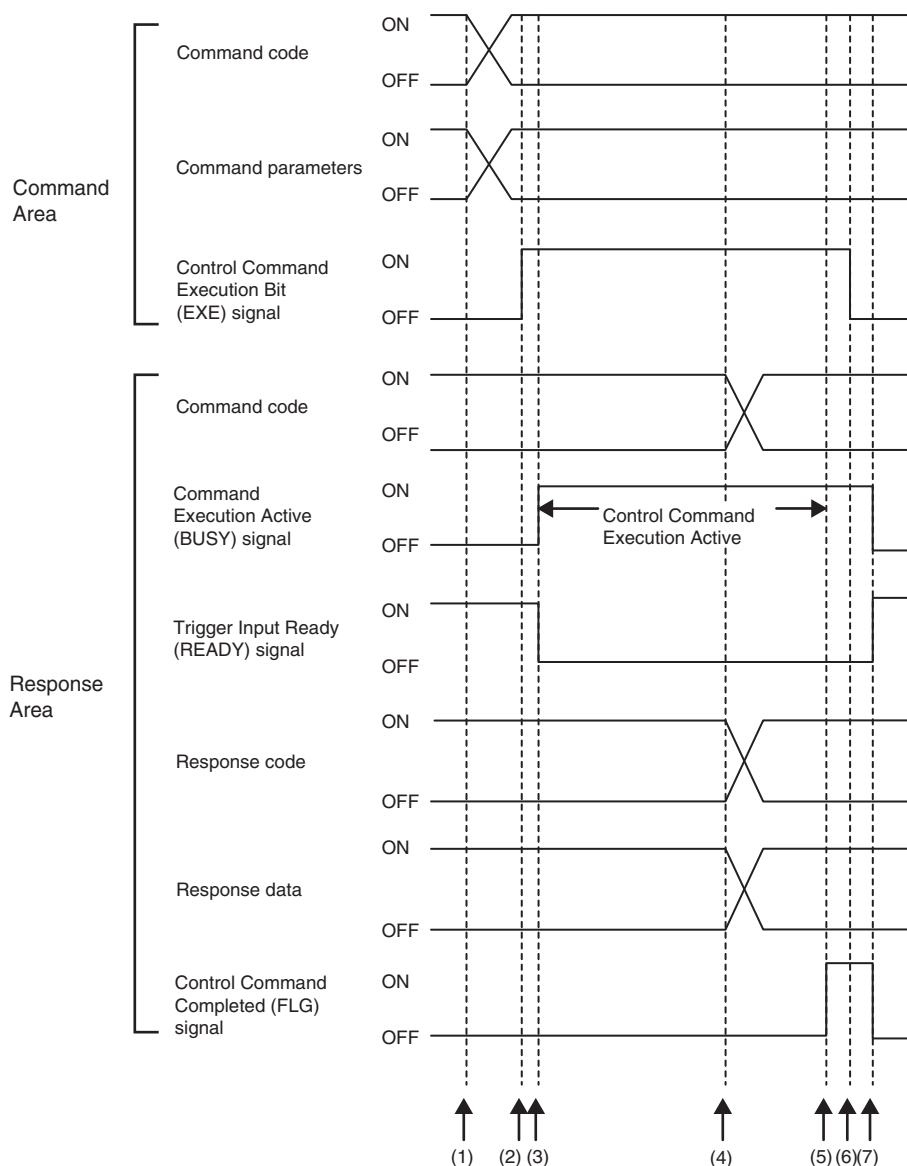 ON
Command code
OFF
ON
Command parameters
OFF
Command
Area
Control Command
Execution Bit
(EXE) signal
ON
OFF
ON
Command code
OFF
Command
Execution Active
(BUSY) signal
ON
OFF
Control Command
Execution Active
ON
Trigger Input Ready
(READY) signal
OFF
Response
Area
ON
Response code
OFF
ON
Response data
OFF
Control Command
Completed (FLG)
signal
ON
OFF
(1) (2) (3) (4) (5) (6)(7)